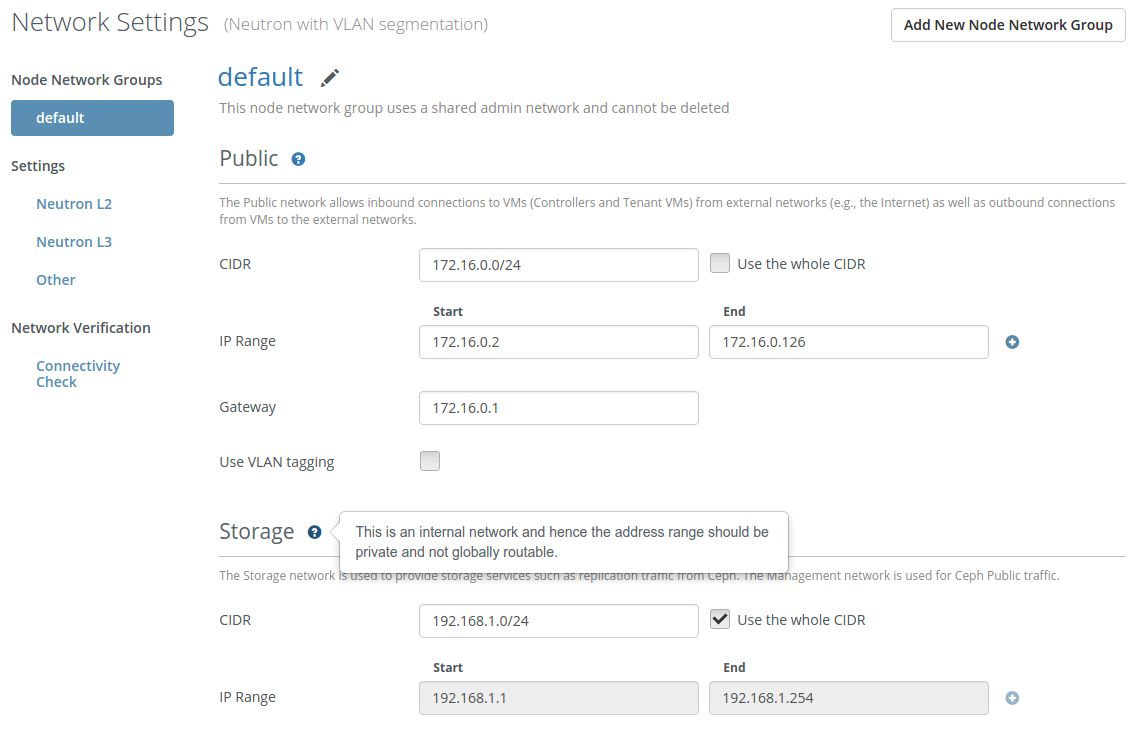 Network Settings (Neutron with VLAN segmentation)
Add New Node Network Group
Node Network Groups
default
Settings
Neutron L2
Neutron L3
Other
Network Verification
Connectivity
Check
default
This node network group uses a shared admin network and cannot be deleted
Public
The Public network allows inbound connections to VMs (Controllers and Tenant VMs) from external networks (e.g., the Internet) as well as outbound connections
from VMs to the external networks.
CIDR 172.16.0.0/24 Use the whole CIDR
Start End
IP Range 172.16.0.2 172.16.0.126
Gateway 172.16.0.1
Use VLAN tagging
Storage
This is an internal network and hence the address range should be
private and not globally routable.
The Storage network is used to provide storage services such as replication traffic from Ceph. The Management network is used for Ceph Public traffic.
CIDR 192.168.1.0/24 Use the whole CIDR
Start End
IP Range 192.168.1.1 192.168.1.254